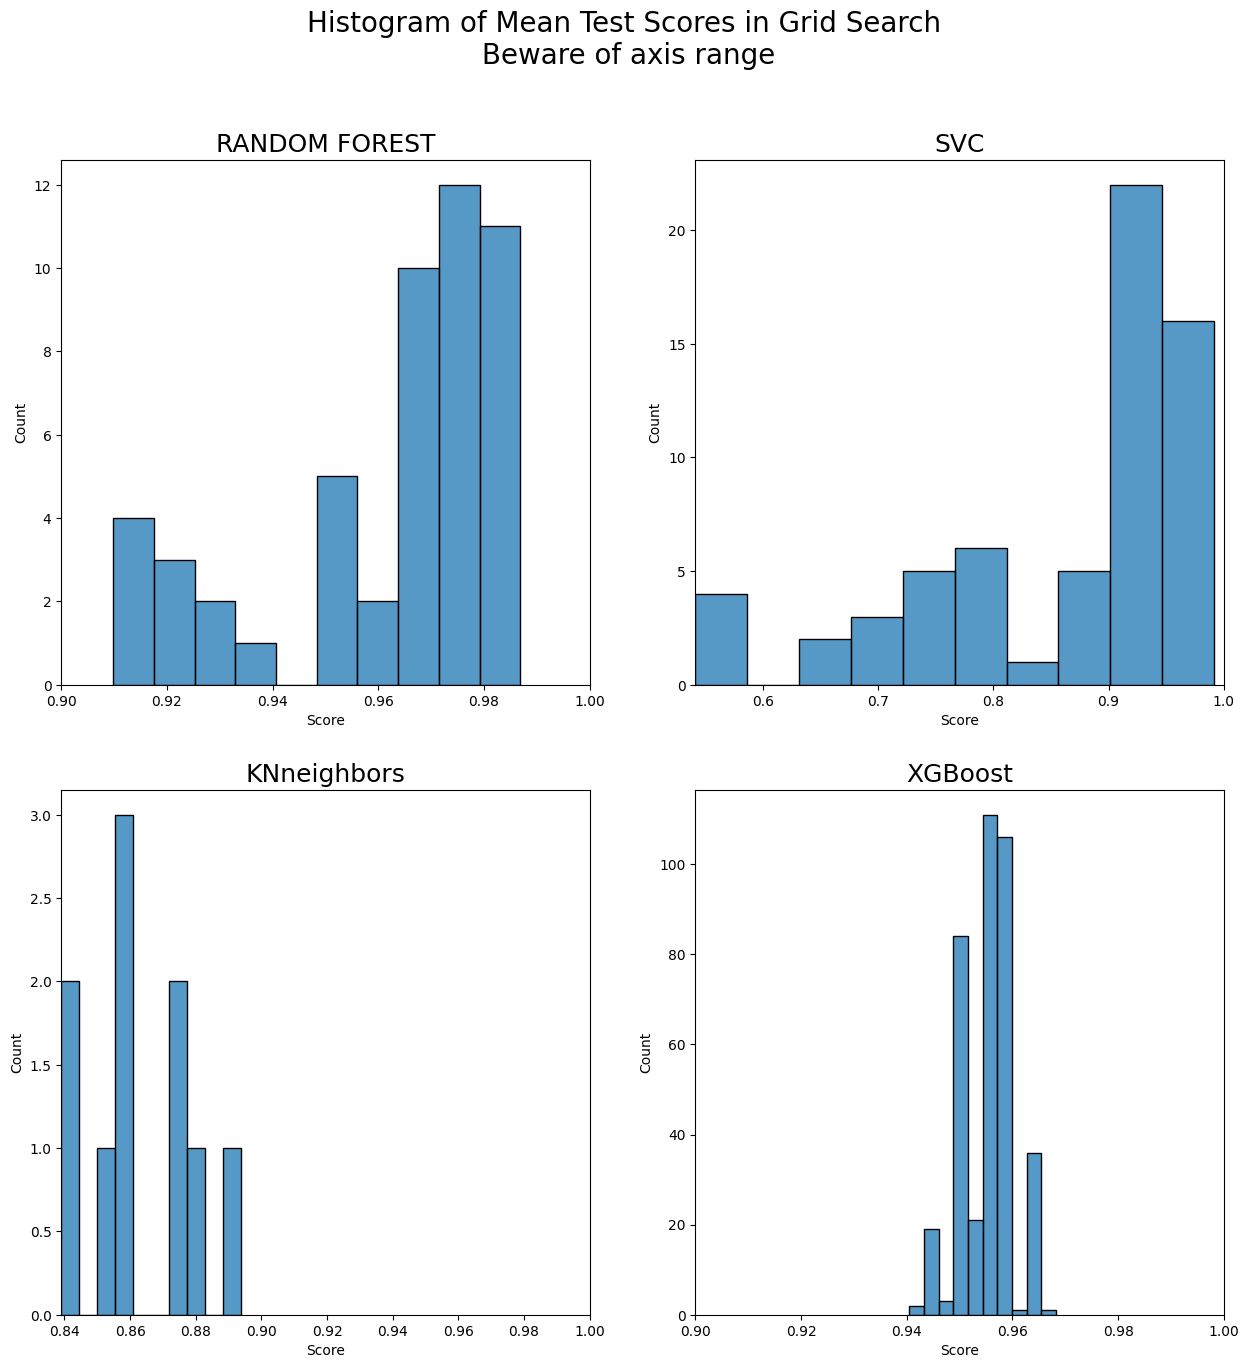 Histogram of Mean Test Scores in Grid Search
Beware of axis range
RANDOM FOREST
12
10
8
6
4
2
0
Count
0.90 0.92 0.94 0.96 0.98 1.00
Score
SVC
20
15
10
5
0
Count
0.6 0.7 0.8 0.9 1.0
Score
KNneighbors
3.0
2.5
2.0
1.5
1.0
0.5
0.0
Count
0.84 0.86 0.88 0.90 0.92 0.94 0.96 0.98 1.00
Score
XGBoost
100
80
60
40
20
0
Count
0.90 0.92 0.94 0.96 0.98 1.00
Score